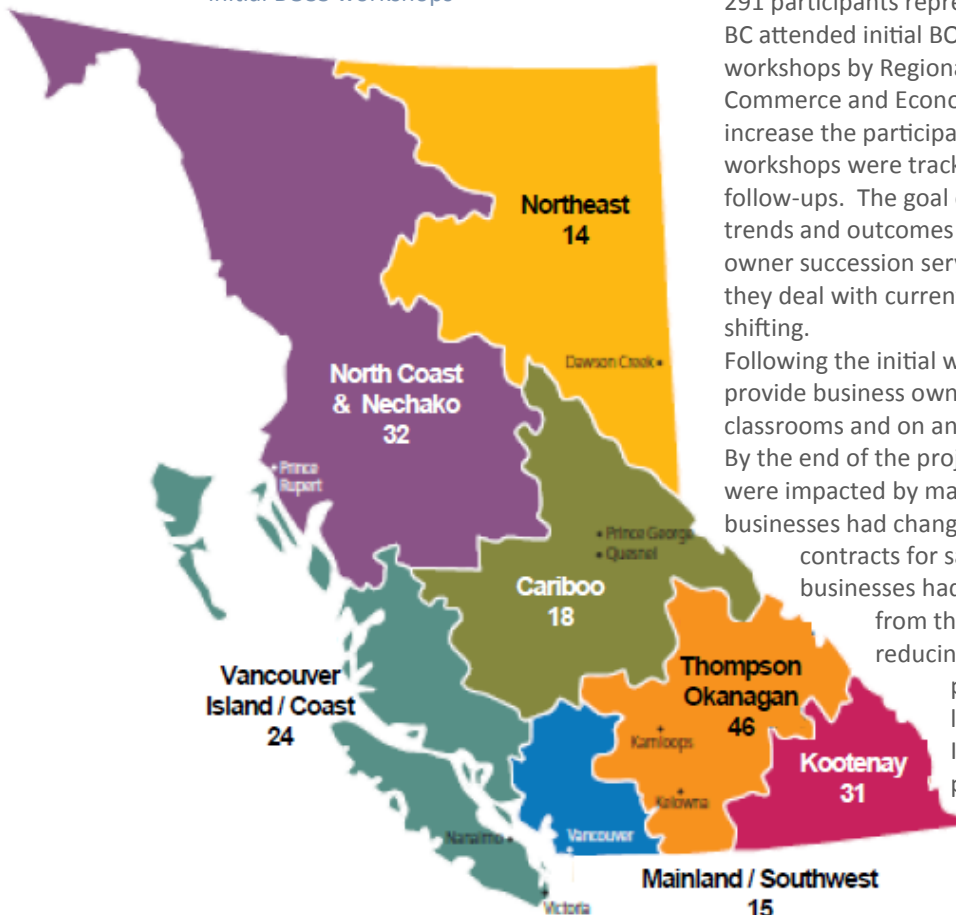 291 participants repre
BC attended initial BC
workshops by Regiona
Commerce and Econo
increase the participa
workshops were track
follow-ups.  The goal
trends and outcomes
owner succession serv
they deal with curren
shifting.
Following the initial w
provide business own
classrooms and on an
By the end of the proj
were impacted by ma
businesses had chang
contracts for sa
businesses had
from th
reducin
Northeast
14
Dawson Creek
North Coast
& Nechako
32
Prince
Rupert
Prince George
Quesnel
Cariboo
18
Vancouver
Island / Coast
24
Thompson
Okanagan
46
Kamloops
Kelowna
Kootenay
31
Nanaimo
Vancouver
Victoria
Mainland / Southwest
15